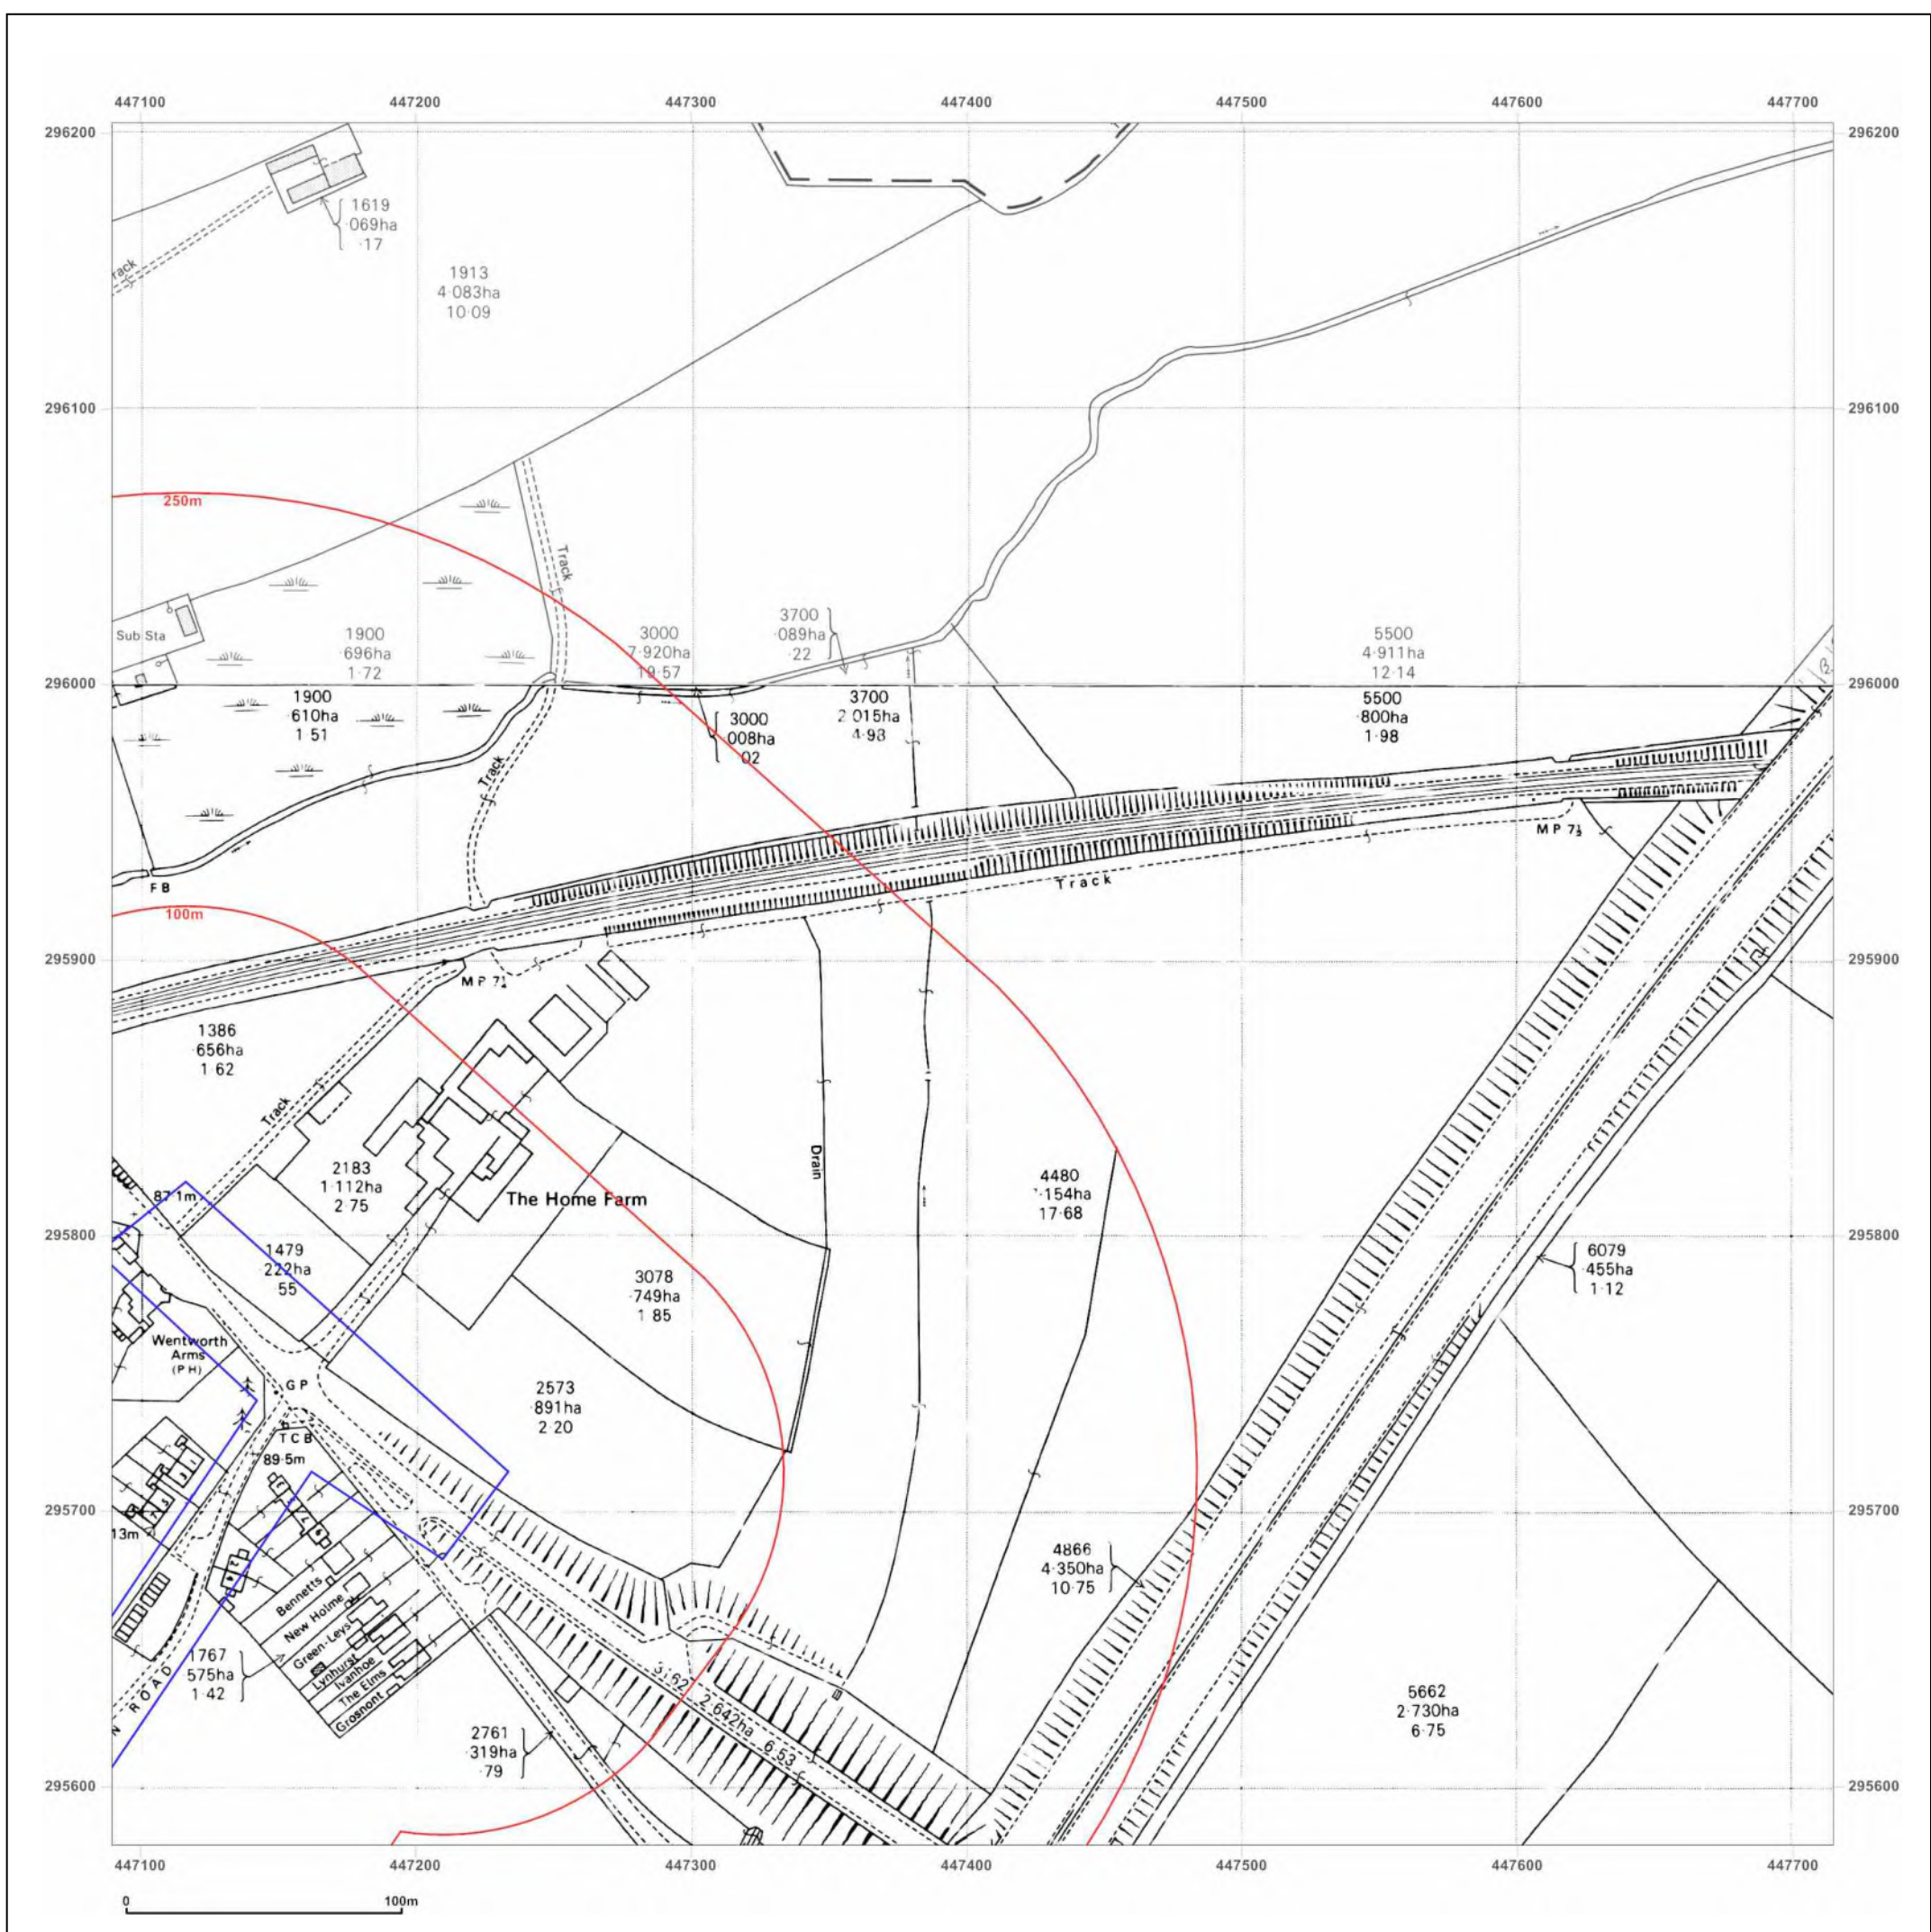 447100 447200 447300 447400 447500 447600 447700
296200 296200
1619
·069ha
·17
Track
1913
4·083ha
10·09
296100 296100
250m
Track
Sub Sta
1900
·696ha
1·72
3000
7·920ha
19·57
3700
·089ha
·22
5500
4·911ha
12·14
296000 296000
1900
·610ha
1·51
3000
008ha
02
3700
2 015ha
4·98
5500
·800ha
1·98
Track
F B
M P 7½
Track
100m
295900 295900
M P 7¼
1386
·656ha
1·62
Track
Drain
2183
1·112ha
2·75
The Home Farm
4480
·154ha
17·68
87·1m
295800 295800
1479
222ha
55
3078
·749ha
1 85
6079
·455ha
1·12
Wentworth
Arms
(P H)
G P
2573
·891ha
2·20
T C B
89·5m
295700 295700
13m
4866
4·350ha
10·75
Bennetts
New Holme
Green-Leys
Lynhurst
Ivanhoe
The Elms
Grosmont
1767
575ha
1·42
N ROAD
2·642ha 6·53
5662
2·730ha
6·75
2761
·319ha
·79
295600 295600
447100 447200 447300 447400 447500 447600 447700
0 100m